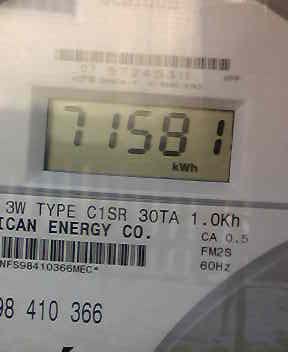 71581
kWh
3W TYPE C1SR 30TA 1.0Kh
ICAN ENERGY CO.
CA 0.5
FM2S
60Hz
NFS98410366MEC*
98 410 366